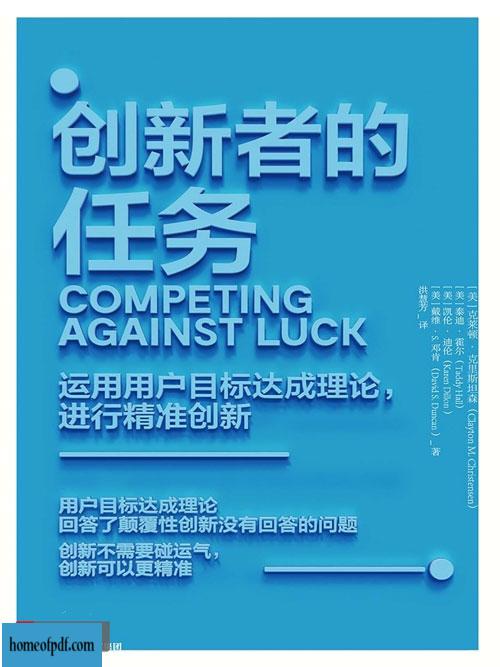 创新者的
任务
COMPETING
AGAINST LUCK
运用用户目标达成理论，
进行精准创新
[美]克莱顿·克里斯坦森（Clayton M. Christensen）
[美]泰迪·霍尔（Taddy Hall）
[美]凯伦·迪伦（Karen Dillon）
[美]戴维·S.邓肯（David S. Duncan）_著
洪慧芳_译
用户目标达成理论
回答了颠覆性创新没有回答的问题
创新不需要碰运气，
创新可以更精准
homeofpdf.com
集团